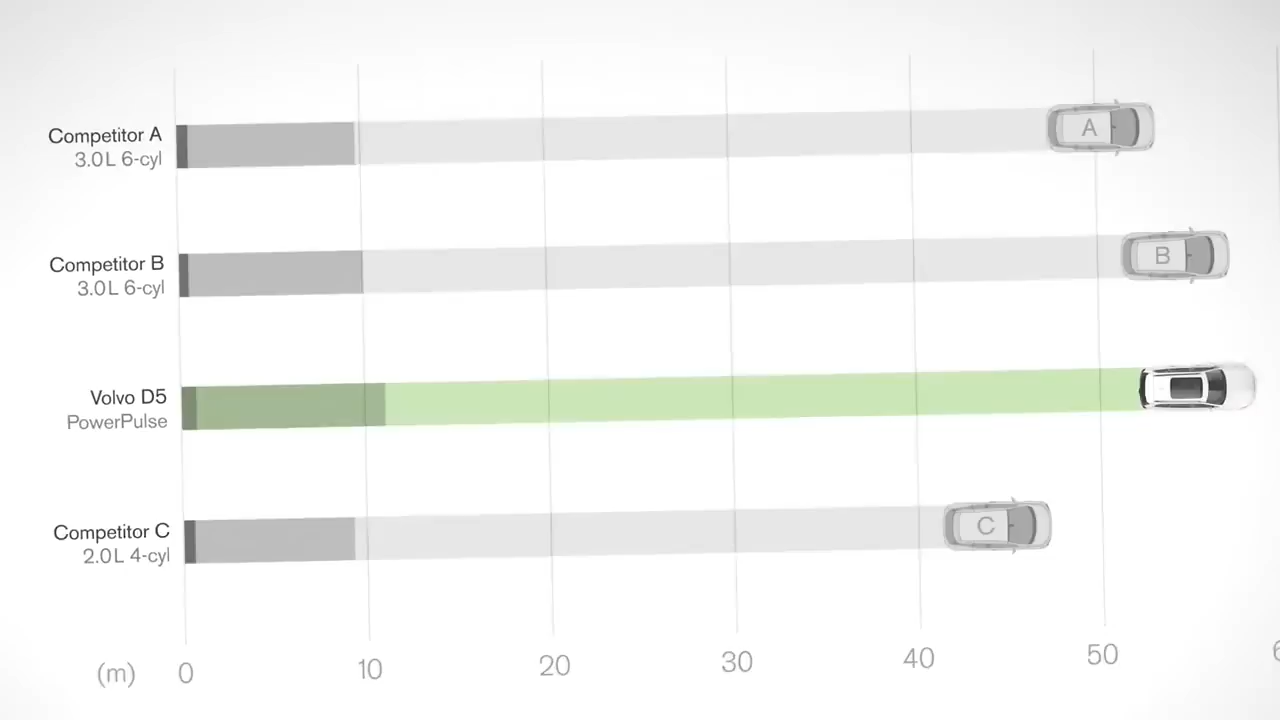 Competitor A
3.0L 6-cyl
A
Competitor B
3.0L 6-cyl
B
Volvo D5
PowerPulse
Competitor C
2.0L 4-cyl
C
(m) 0 10 20 30 40 50